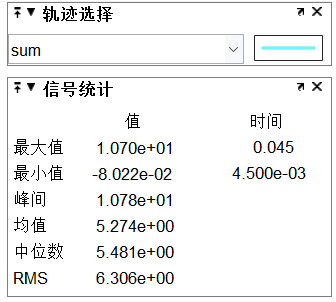 轨迹选择
sum
信号统计
值 时间
最大值 1.070e+01 0.045
最小值 -8.022e-02 4.500e-03
峰间 1.078e+01
均值 5.274e+00
中位数 5.481e+00
RMS 6.306e+00